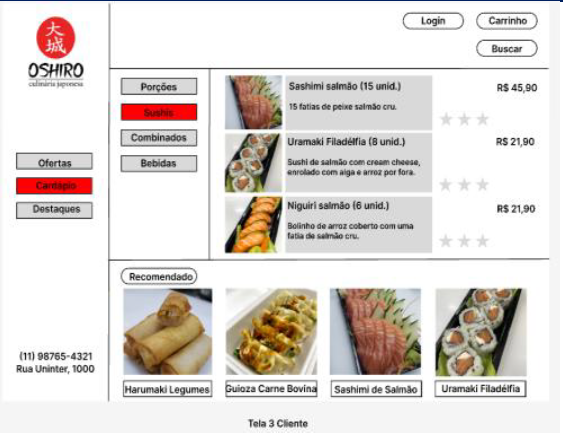 Login
Carrinho
Buscar
大
城
OSHIRO
culinária japonesa
Ofertas
Cardápio
Destaques
(11) 98765-4321
Rua Uninter, 1000
Porções
Sushis
Combinados
Bebidas
Sashimi salmão (15 unid.)
15 fatias de peixe salmão cru.
R$ 45,90
Uramaki Filadélfia (8 unid.)
Sushi de salmão com cream cheese,
enrolado com alga e arroz por fora.
R$ 21,90
Niguiri salmão (6 unid.)
Bolinho de arroz coberto com uma
fatia de salmão cru.
R$ 21,90
Recomendado
Harumaki Legumes
Guioza Carne Bovina
Sashimi de Salmão
Uramaki Filadélfia
Tela 3 Cliente